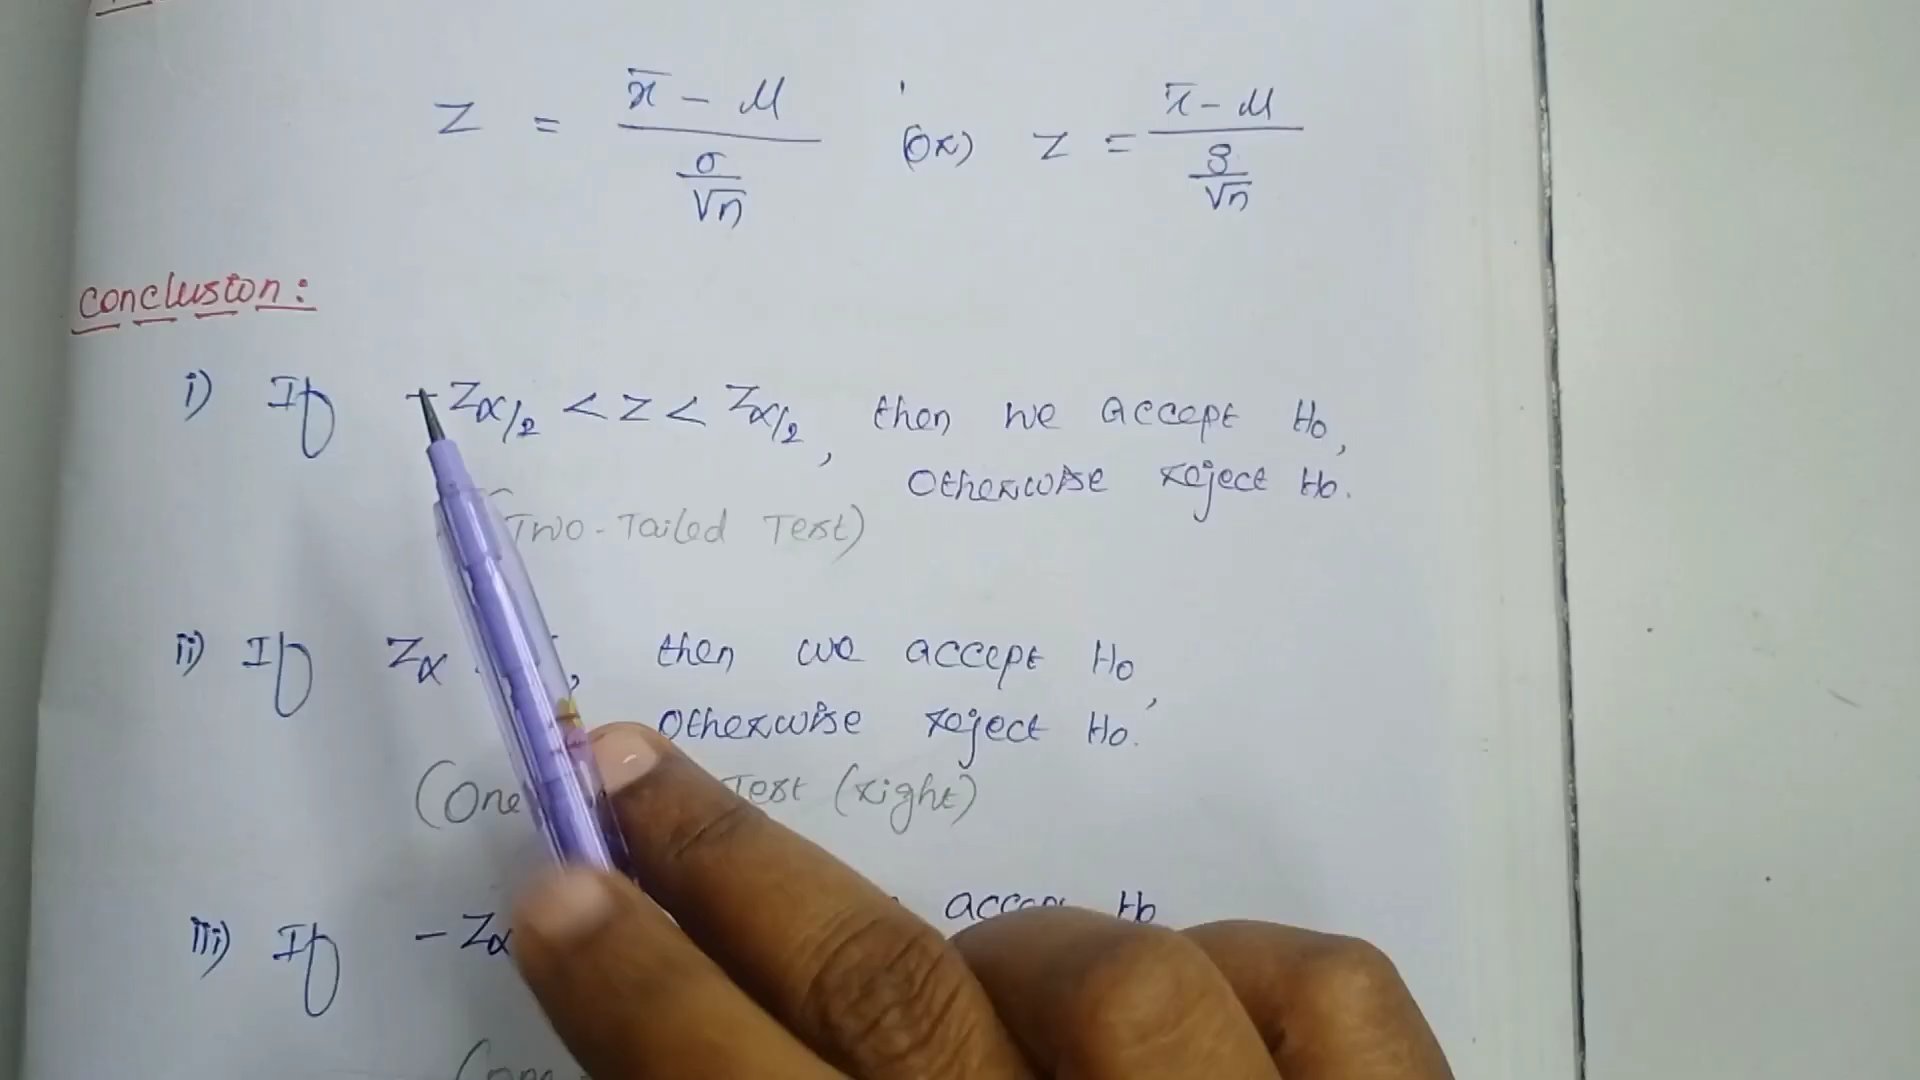 Z = x̄ - μ / σ/√n (or) Z = x̄ - μ / S/√n
Conclusion:
i) If -Zα/2 < Z < Zα/2, then we accept H0,
Otherwise reject H0.
(Two-Tailed Test)
ii) If Zα , then we accept H0,
Otherwise reject H0.
(One Test (right)
iii) If -Zα H0